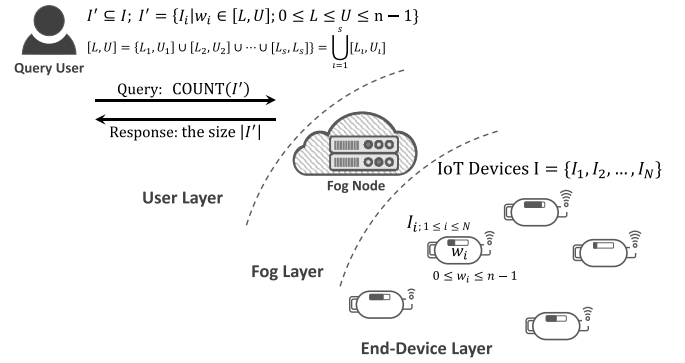 I′ ⊆ I; I′ = {I_i|w_i ∈ [L, U]; 0 ≤ L ≤ U ≤ n − 1}
[L, U] = {L_1, U_1] ∪ [L_2, U_2] ∪ ⋯ ∪ [L_s, L_s]} = ⋃_{i=1}^{s} [L_i, U_i]
Query User
Query: COUNT(I′)
Response: the size |I′|
Fog Node
IoT Devices I = {I_1, I_2, …, I_N}
User Layer
I_{i; 1 ≤ i ≤ N}
w_i
0 ≤ w_i ≤ n − 1
Fog Layer
End-Device Layer